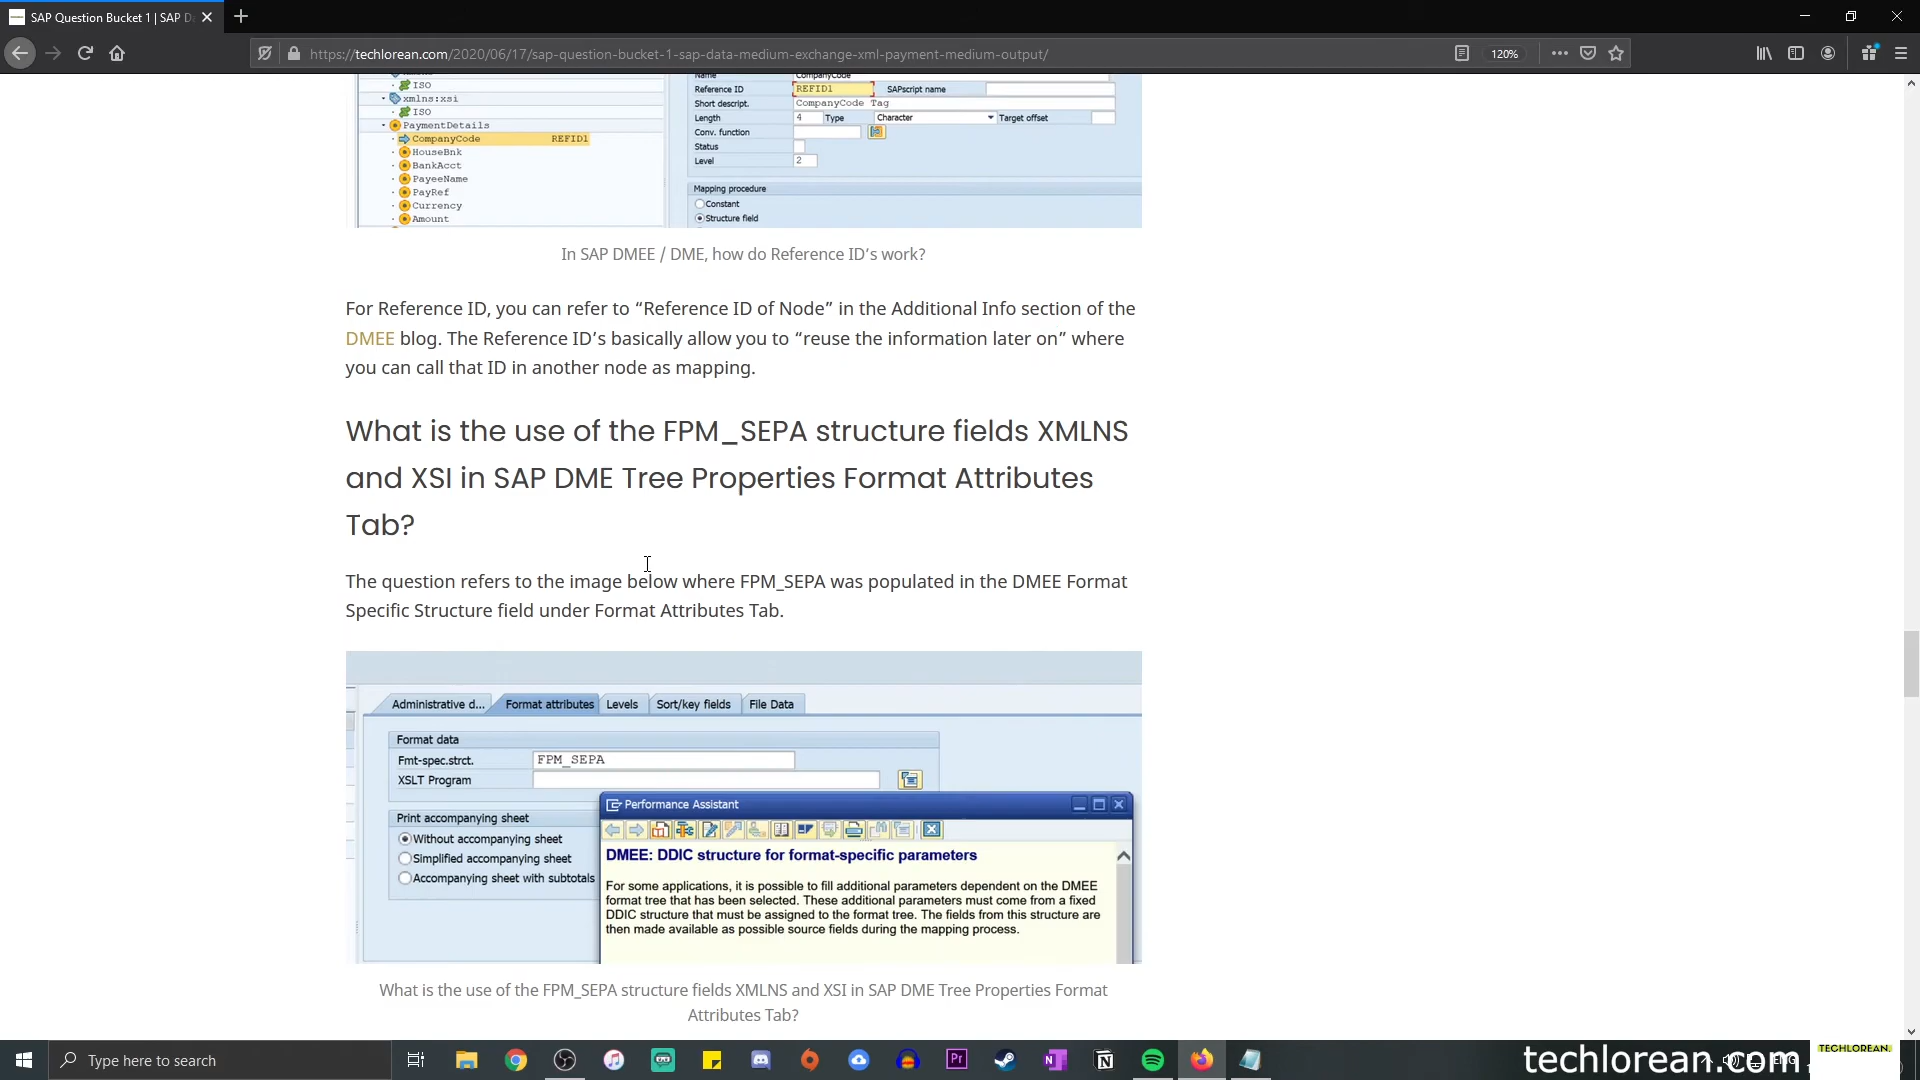 SAP Question Bucket 1 | SAP Da
https://techlorean.com/2020/06/17/sap-question-bucket-1-sap-data-medium-exchange-xml-payment-medium-output/
120%
ISO
xmlns:xsi
ISO
PaymentDetails
CompanyCode REFID1
HouseBnk
BankAcct
PayeeName
PayRef
Currency
Amount
Name CompanyCode
Reference ID REFID1 SAPscript name
Short descript. CompanyCode Tag
Length 4 Type Character Target offset
Conv. function
Status
Level 2
Mapping procedure
Constant
Structure field
In SAP DMEE / DME, how do Reference ID’s work?
For Reference ID, you can refer to “Reference ID of Node” in the Additional Info section of the
DMEE blog. The Reference ID’s basically allow you to “reuse the information later on” where
you can call that ID in another node as mapping.
What is the use of the FPM_SEPA structure fields XMLNS
and XSI in SAP DME Tree Properties Format Attributes
Tab?
The question refers to the image below where FPM_SEPA was populated in the DMEE Format
Specific Structure field under Format Attributes Tab.
Administrative d... Format attributes Levels Sort/key fields File Data
Format data
Fmt-spec.strct. FPM_SEPA
XSLT Program
Print accompanying sheet
Without accompanying sheet
Simplified accompanying sheet
Accompanying sheet with subtotals
Performance Assistant
DMEE: DDIC structure for format-specific parameters
For some applications, it is possible to fill additional parameters dependent on the DMEE
format tree that has been selected. These additional parameters must come from a fixed
DDIC structure that must be assigned to the format tree. The fields from this structure are
then made available as possible source fields during the mapping process.
What is the use of the FPM_SEPA structure fields XMLNS and XSI in SAP DME Tree Properties Format
Attributes Tab?
Type here to search
techlorean.com
TECHLOREAN.